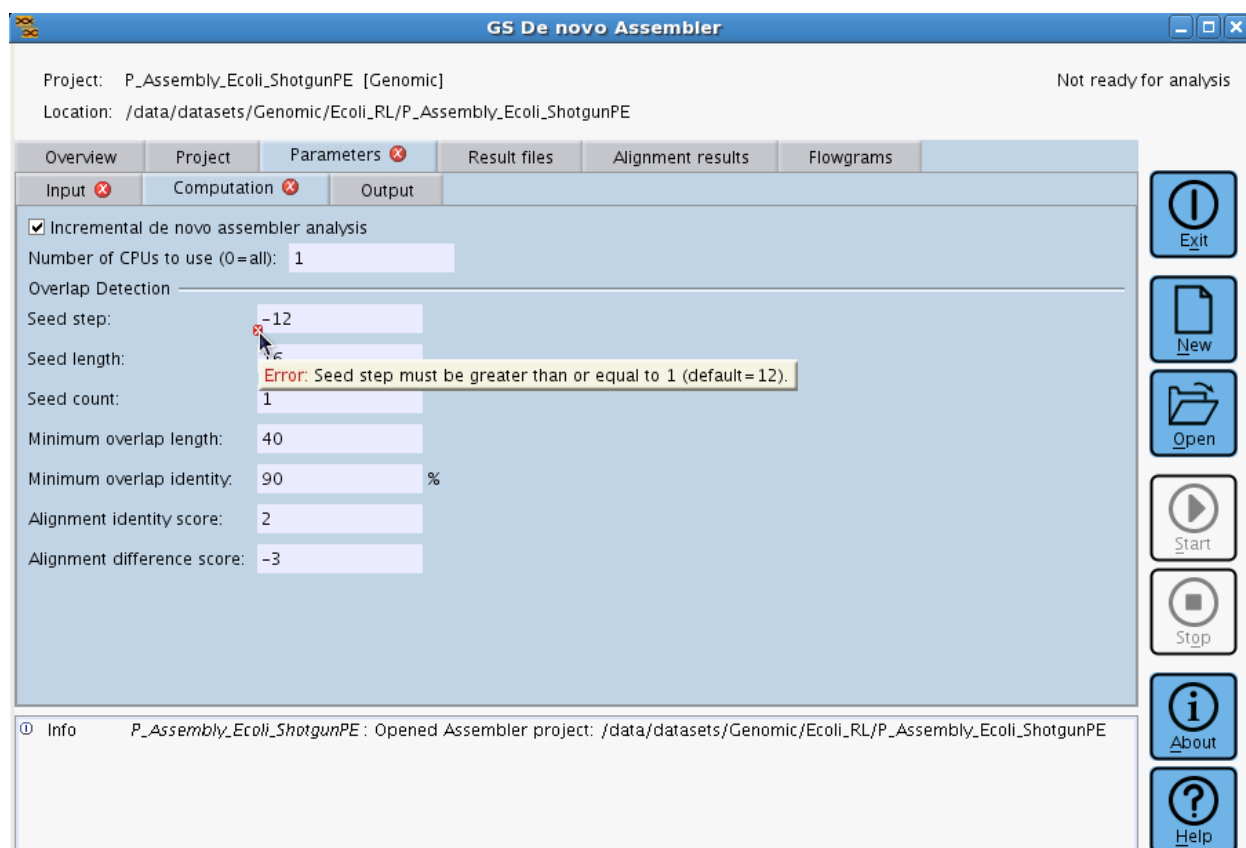 GS De novo Assembler
Project: P_Assembly_Ecoli_ShotgunPE [Genomic]
Not ready for analysis
Location: /data/datasets/Genomic/Ecoli_RL/P_Assembly_Ecoli_ShotgunPE
Overview Project Parameters Result files Alignment results Flowgrams
Input Computation Output
Incremental de novo assembler analysis
Number of CPUs to use (0=all): 1
Overlap Detection
Seed step: -12
Seed length:
Error: Seed step must be greater than or equal to 1 (default=12).
Seed count: 1
Minimum overlap length: 40
Minimum overlap identity: 90 %
Alignment identity score: 2
Alignment difference score: -3
Exit
New
Open
Start
Stop
About
Help
Info P_Assembly_Ecoli_ShotgunPE : Opened Assembler project: /data/datasets/Genomic/Ecoli_RL/P_Assembly_Ecoli_ShotgunPE